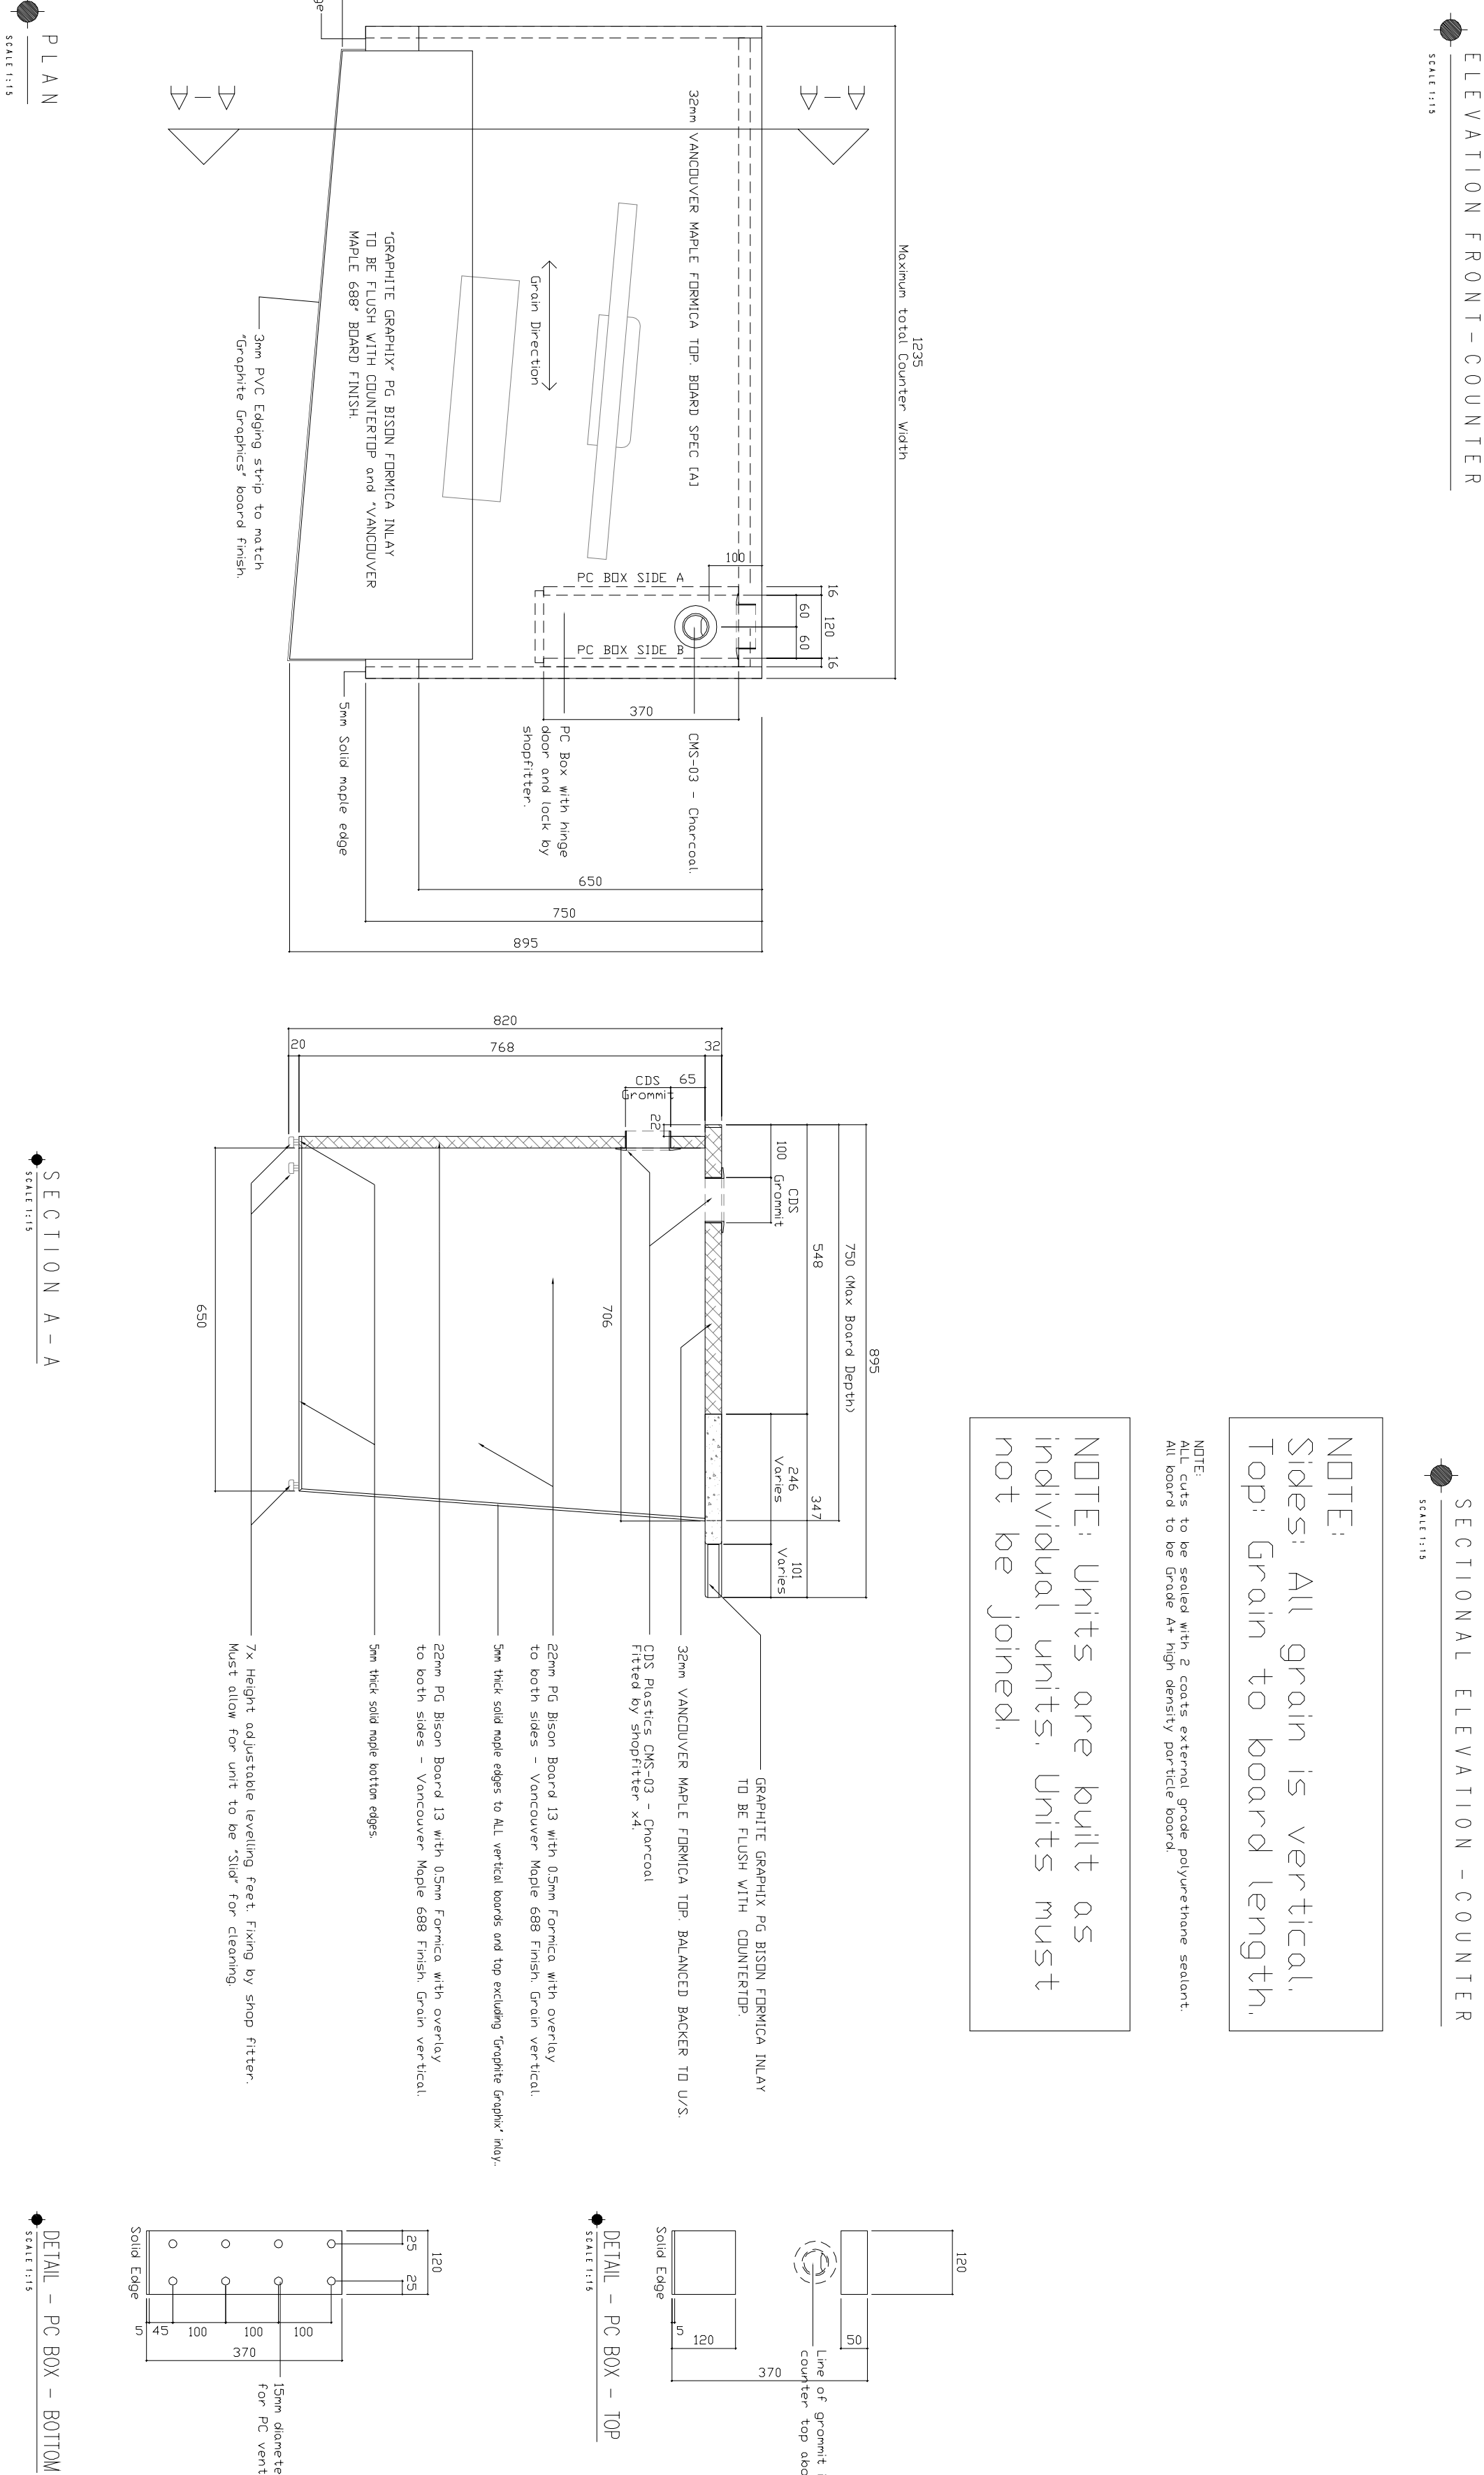 ELEVATION FRONT - COUNTER
SCALE 1:15
SECTIONAL ELEVATION - COUNTER
SCALE 1:15
NOTE:
Sides: All grain is vertical.
Top: Grain to board length.
NOTE:
ALL cuts to be sealed with 2 coats external grade polyurethane sealant.
All board to be Grade A+ high density particle board.
NOTE: Units are built as
individual units. Units must
not be joined.
1235
Maximum total Counter Width
32mm VANCOUVER MAPLE FORMICA TOP. BOARD SPEC [A]
A - A
A - A
Grain Direction
"GRAPHITE GRAPHIX" PG BISON FORMICA INLAY
TO BE FLUSH WITH COUNTERTOP and "VANCOUVER
MAPLE 688" BOARD FINISH.
3mm PVC Edging strip to match
"Graphite Graphics" board finish.
PC BOX SIDE A
PC BOX SIDE B
100
16
60
120
60
16
370
CMS-03 - Charcoal.
PC Box with hinge
door and lock by
shopfitter.
5mm Solid maple edge
650
750
895
PLAN
SCALE 1:15
895
750 (Max Board Depth)
548
347
100
CDS
Grommit
246
Varies
101
Varies
820
20
768
32
65
CDS
Grommit
22
706
650
GRAPHITE GRAPHIX PG BISON FORMICA INLAY
TO BE FLUSH WITH COUNTERTOP.
32mm VANCOUVER MAPLE FORMICA TOP. BALANCED BACKER TO U/S.
CDS Plastics CMS-03 - Charcoal
Fitted by shopfitter x4.
22mm PG Bison Board 13 with 0.5mm Formica with overlay
to both sides - Vancouver Maple 688 Finish. Grain vertical.
5mm thick solid maple edges to ALL vertical boards and top excluding "Graphite Graphix" inlay..
22mm PG Bison Board 13 with 0.5mm Formica with overlay
to both sides - Vancouver Maple 688 Finish. Grain vertical.
5mm thick solid maple bottom edges.
7x Height adjustable levelling feet. Fixing by shop fitter.
Must allow for unit to be "Slid" for cleaning.
SECTION A - A
SCALE 1:15
120
50
370
120
5
Solid Edge
Line of grommit
counter top
DETAIL - PC BOX - TOP
SCALE 1:15
120
25
25
5
45
100
100
100
370
Solid Edge
15mm
for PC vent
DETAIL - PC BOX - BOTTOM
SCALE 1:15